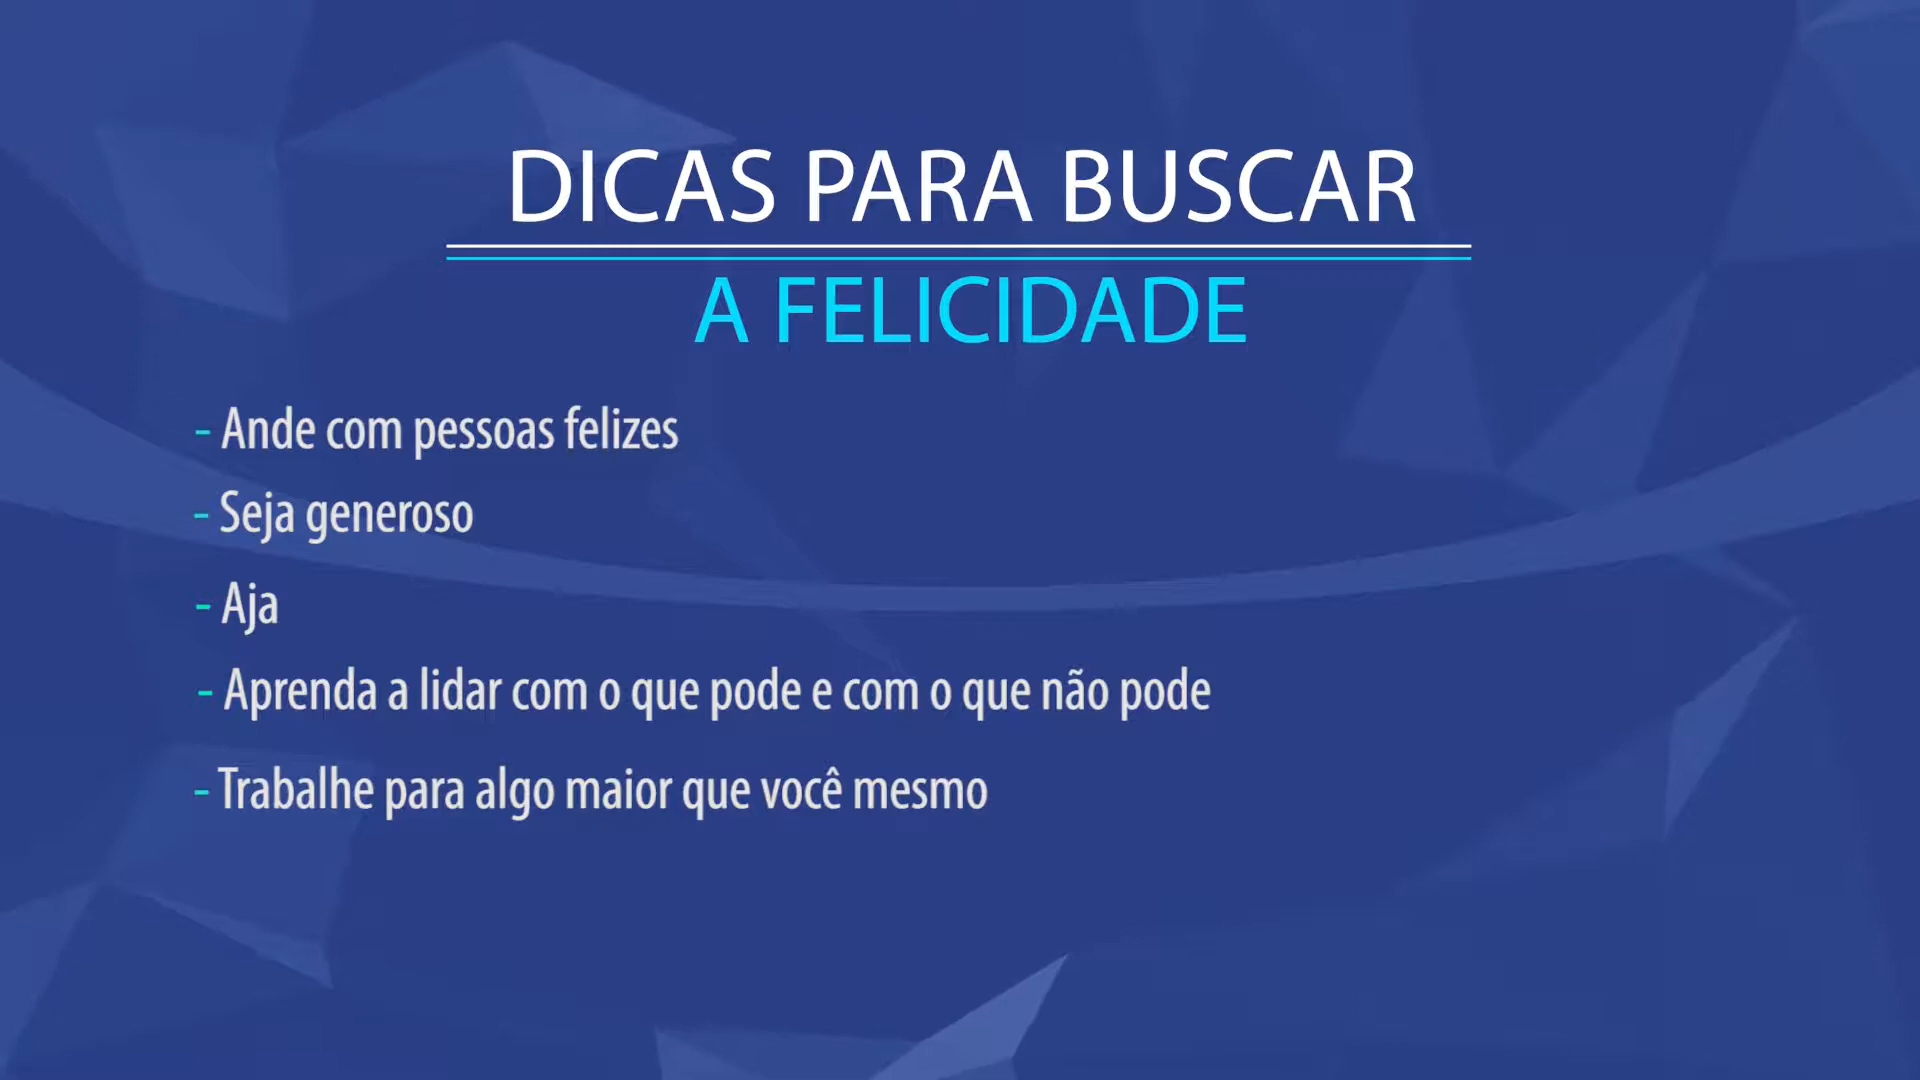 DICAS PARA BUSCAR
A FELICIDADE
- Ande com pessoas felizes
- Seja generoso
- Aja
- Aprenda a lidar com o que pode e com o que não pode
- Trabalhe para algo maior que você mesmo